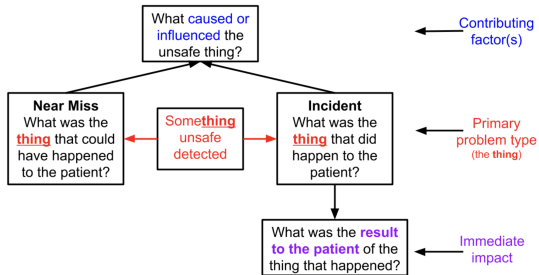 What caused or
influenced the
unsafe thing?
Contributing
factor(s)
Near Miss
What was the
thing that could
have happened
to the patient?
Something
unsafe
detected
Incident
What was the
thing that did
happen to the
patient?
Primary
problem type
(the thing)
What was the result
to the patient of the
thing that happened?
Immediate
impact